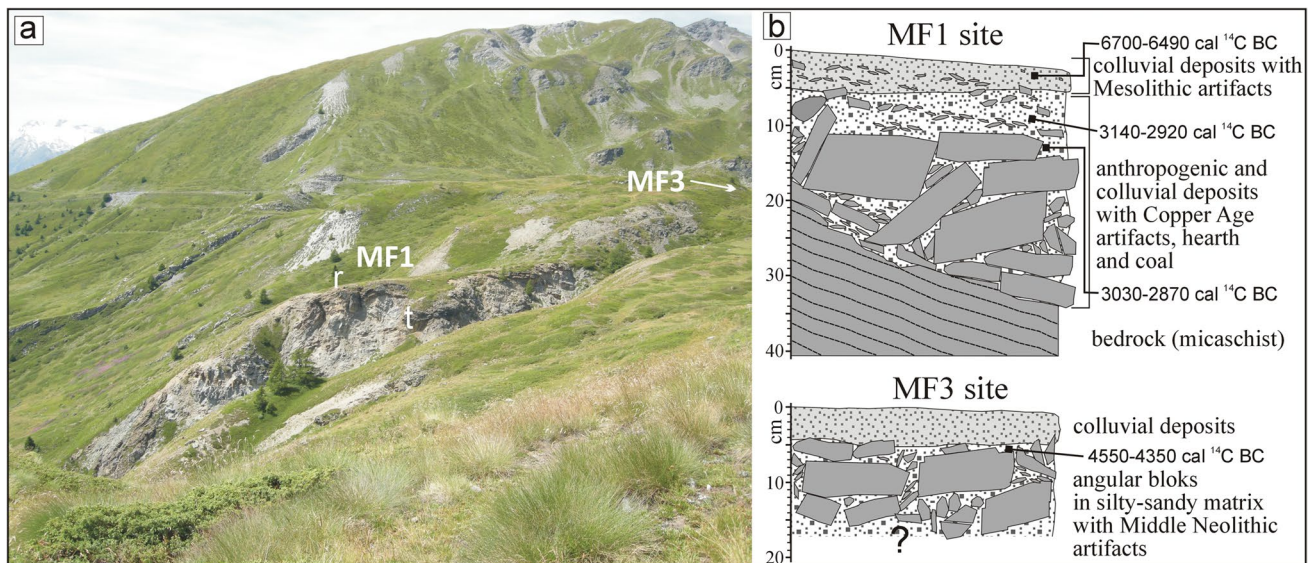 a
MF3
MF1
r
t
b
MF1 site
0
cm
10
20
30
40
6700-6490 cal ¹⁴C BC
colluvial deposits with
Mesolithic artifacts
3140-2920 cal ¹⁴C BC
anthropogenic and
colluvial deposits
with Copper Age
artifacts, hearth
and coal
3030-2870 cal ¹⁴C BC
bedrock (micaschist)
MF3 site
0
cm
10
20
?
colluvial deposits
4550-4350 cal ¹⁴C BC
angular bloks
in silty-sandy matrix
with Middle Neolithic
artifacts